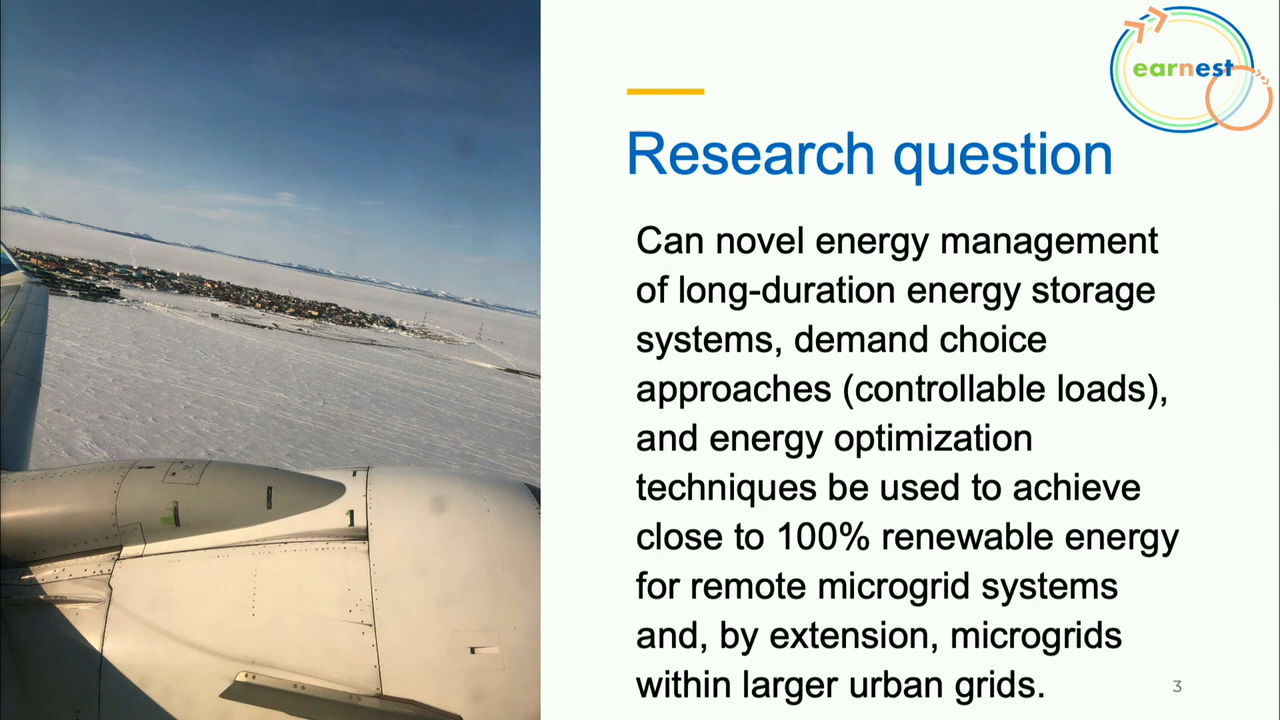 earnest
Research question
Can novel energy management
of long-duration energy storage
systems, demand choice
approaches (controllable loads),
and energy optimization
techniques be used to achieve
close to 100% renewable energy
for remote microgrid systems
and, by extension, microgrids
within larger urban grids.
3